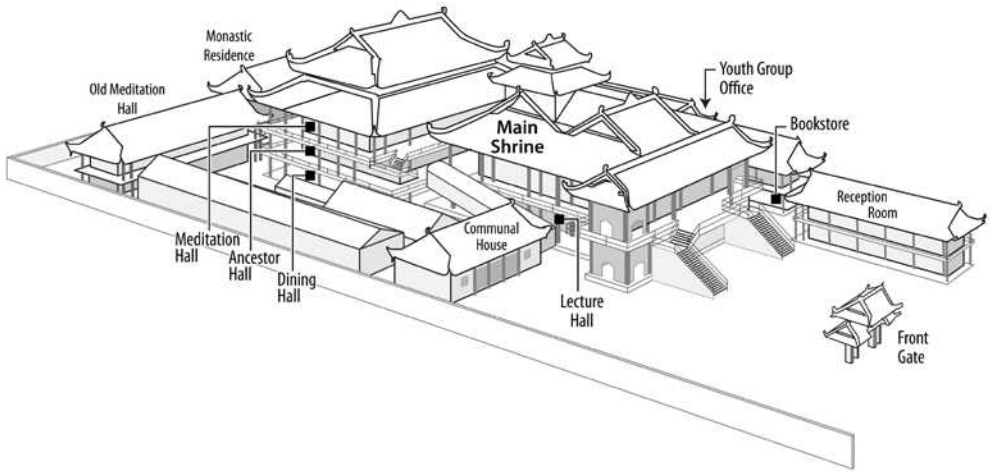 Monastic
Residence
Old Meditation
Hall
Youth Group
Office
Bookstore
Main
Shrine
Reception
Room
Communal
House
Meditation
Hall
Ancestor
Hall
Dining
Hall
Lecture
Hall
Front
Gate